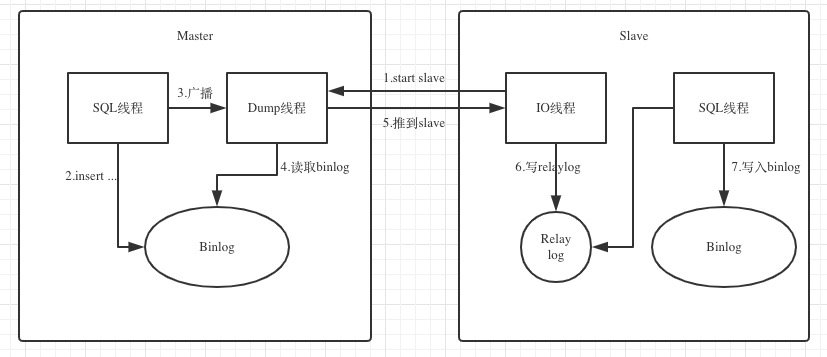 Master
Slave
SQL线程
3.广播
Dump线程
1.start slave
5.推到slave
IO线程
SQL线程
2.insert ...
4.读取binlog
6.写relaylog
7.写入binlog
Binlog
Relay
log
Binlog